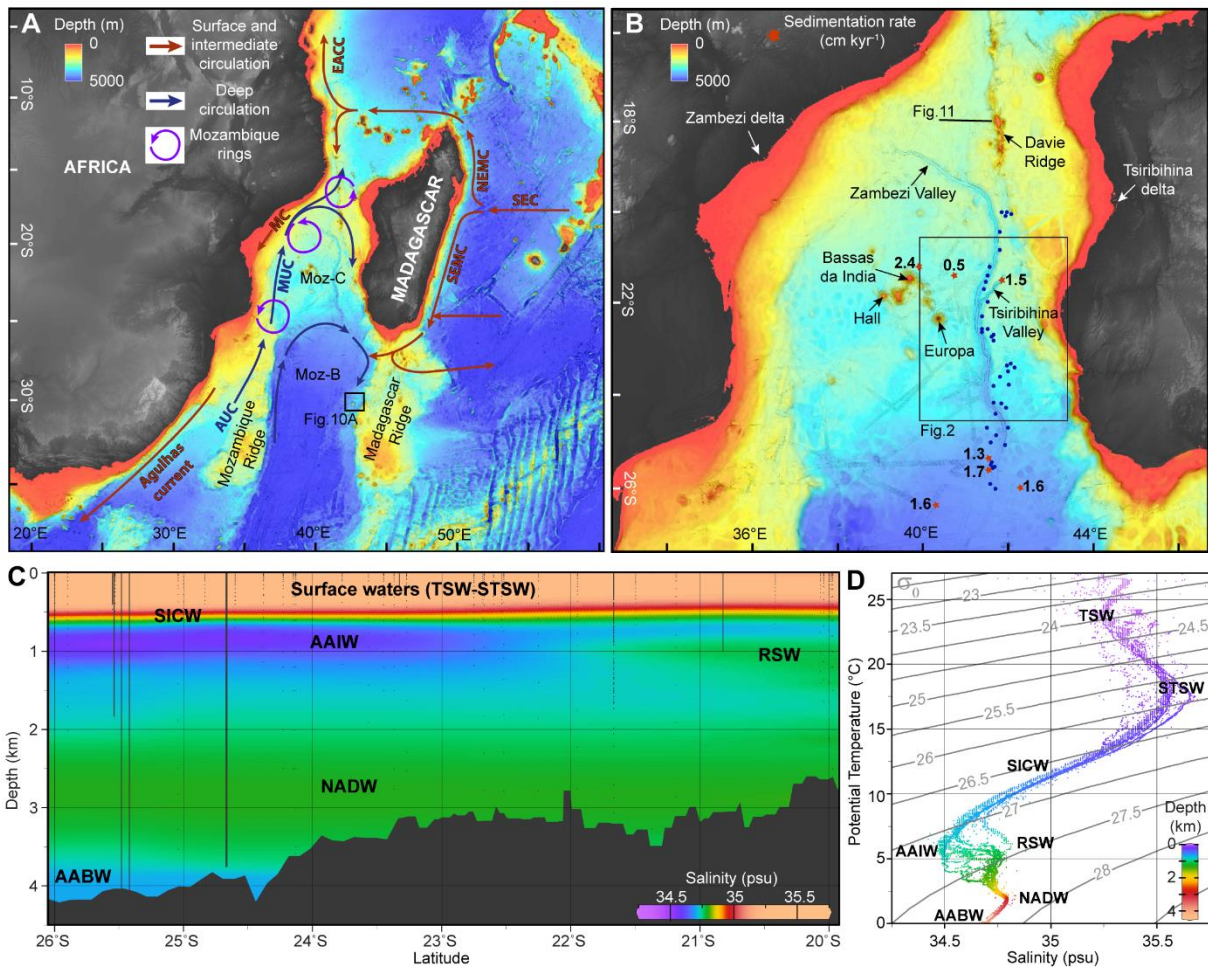 A
Depth (m)
0
5000
Surface and
intermediate
circulation
Deep
circulation
Mozambique
rings
AFRICA
MADAGASCAR
EACC
NEMC
SEC
SEMC
MC
MUC
AUC
Moz-C
Moz-B
Fig.10A
Mozambique
Ridge
Madagascar
Ridge
Agulhas
current
10°S
20°S
30°S
20°E
30°E
40°E
50°E
B
Depth (m)
0
5000
Sedimentation rate
(cm kyr⁻¹)
Zambezi delta
Fig.11
Davie
Ridge
Zambezi Valley
Tsiribihina
delta
Bassas
da India
2.4
0.5
1.5
Hall
Europa
Tsiribihina
Valley
Fig.2
1.3
1.7
1.6
1.6
18°S
22°S
26°S
36°E
40°E
44°E
C
Surface waters (TSW-STSW)
SICW
AAIW
RSW
NADW
AABW
Salinity (psu)
34.5
35
35.5
0
1
2
3
4
Depth (km)
26°S
25°S
24°S
23°S
22°S
21°S
20°S
Latitude
D
σ0
23
23.5
24
24.5
25
25.5
26
26.5
27
27.5
28
TSW
STSW
SICW
AAIW
RSW
NADW
AABW
Depth
(km)
0
1
2
3
4
25
20
15
10
5
0
Potential Temperature (°C)
34.5
35
35.5
Salinity (psu)